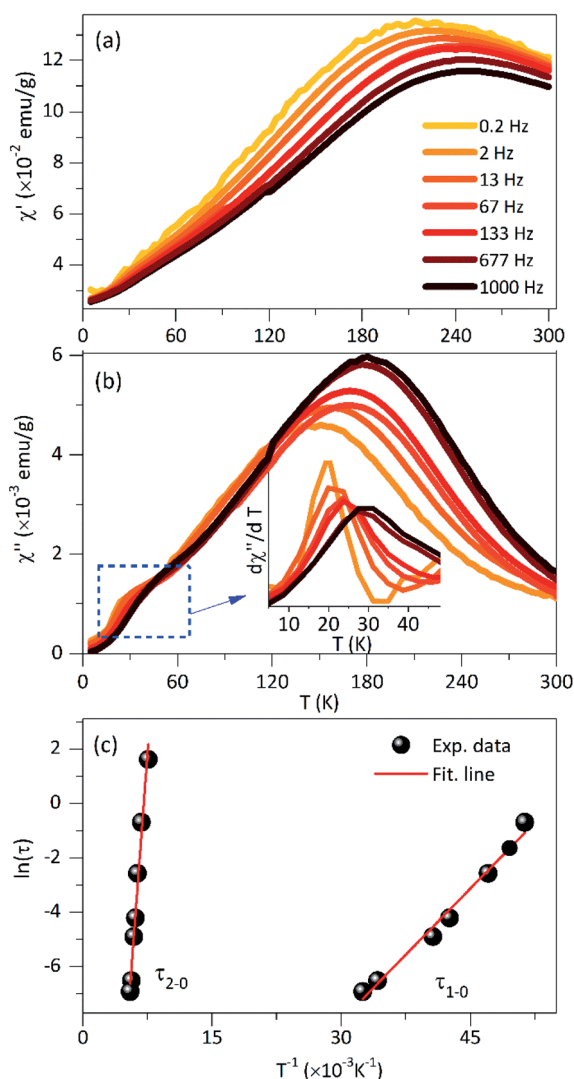 (a)
χ' (×10⁻² emu/g)
12
10
8
6
4
0.2 Hz
2 Hz
13 Hz
67 Hz
133 Hz
677 Hz
1000 Hz
0 60 120 180 240 300
(b)
χ'' (×10⁻³ emu/g)
6
4
2
0
dχ''/d T
10 20 30 40
T (K)
0 60 120 180 240 300
T (K)
(c)
ln(τ)
2
0
-2
-4
-6
Exp. data
Fit. line
τ₂₋₀
τ₁₋₀
0 15 30 45
T⁻¹ (×10⁻³K⁻¹)